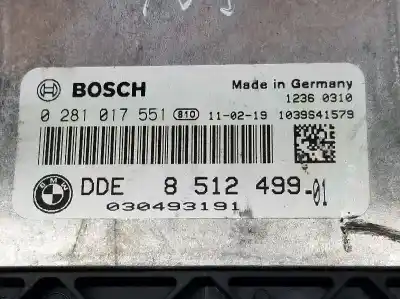 BOSCH
Made in Germany
1236 0310
0 281 017 551 810 11-02-19 1039S41579
BMW
DDE 8 512 499-01
030493191